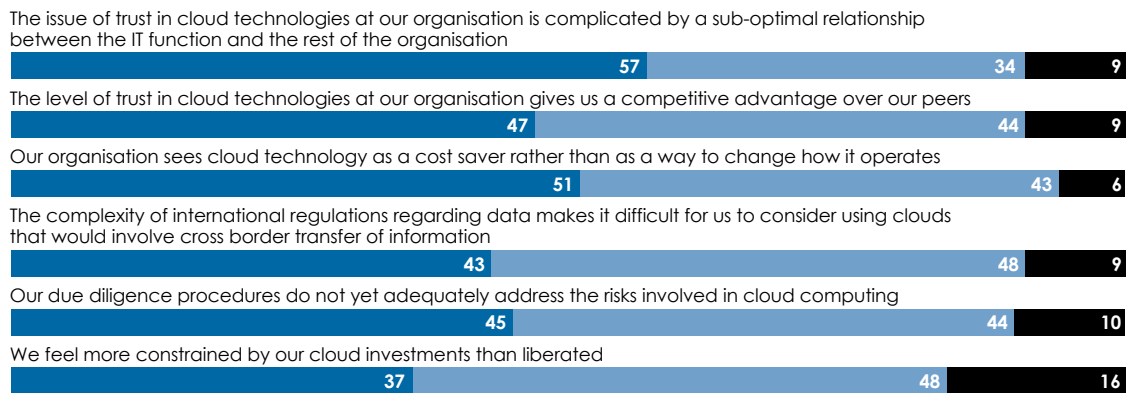 The issue of trust in cloud technologies at our organisation is complicated by a sub-optimal relationship
between the IT function and the rest of the organisation
57 34 9
The level of trust in cloud technologies at our organisation gives us a competitive advantage over our peers
47 44 9
Our organisation sees cloud technology as a cost saver rather than as a way to change how it operates
51 43 6
The complexity of international regulations regarding data makes it difficult for us to consider using clouds
that would involve cross border transfer of information
43 48 9
Our due diligence procedures do not yet adequately address the risks involved in cloud computing
45 44 10
We feel more constrained by our cloud investments than liberated
37 48 16